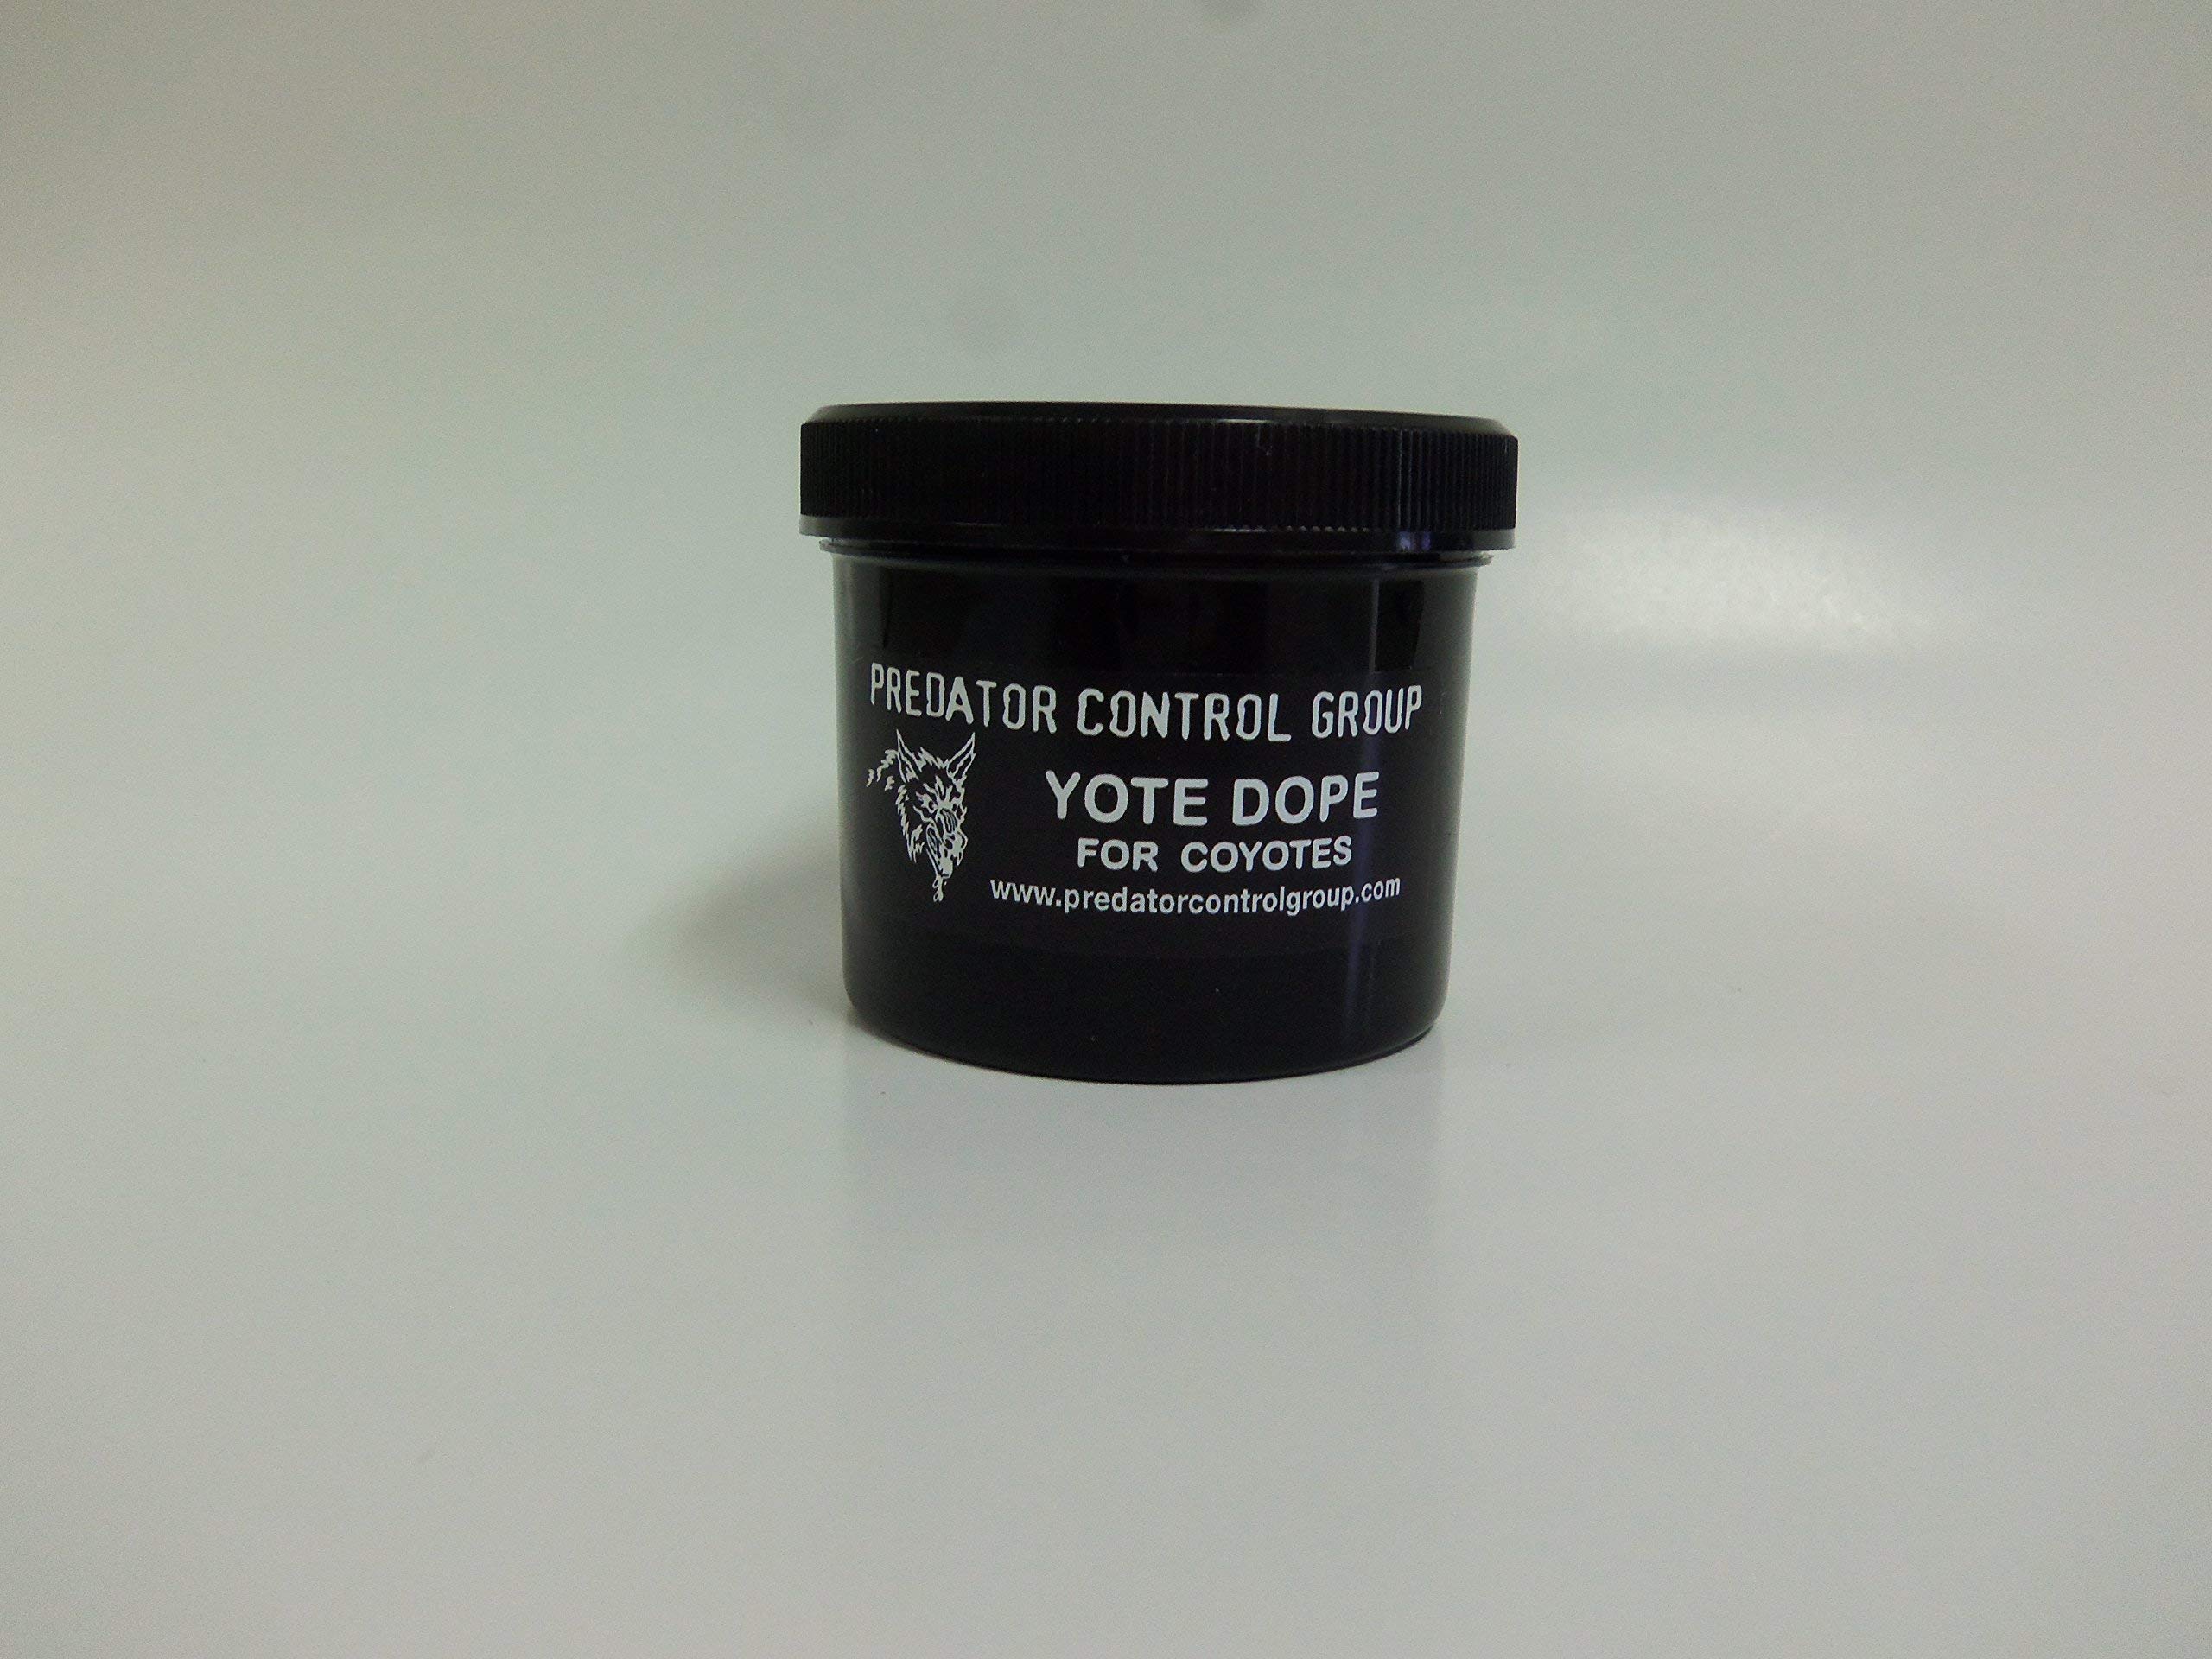 PREDATOR CONTROL GROUP
YOTE DOPE
FOR COYOTES
www.predatorcontrolgroup.com